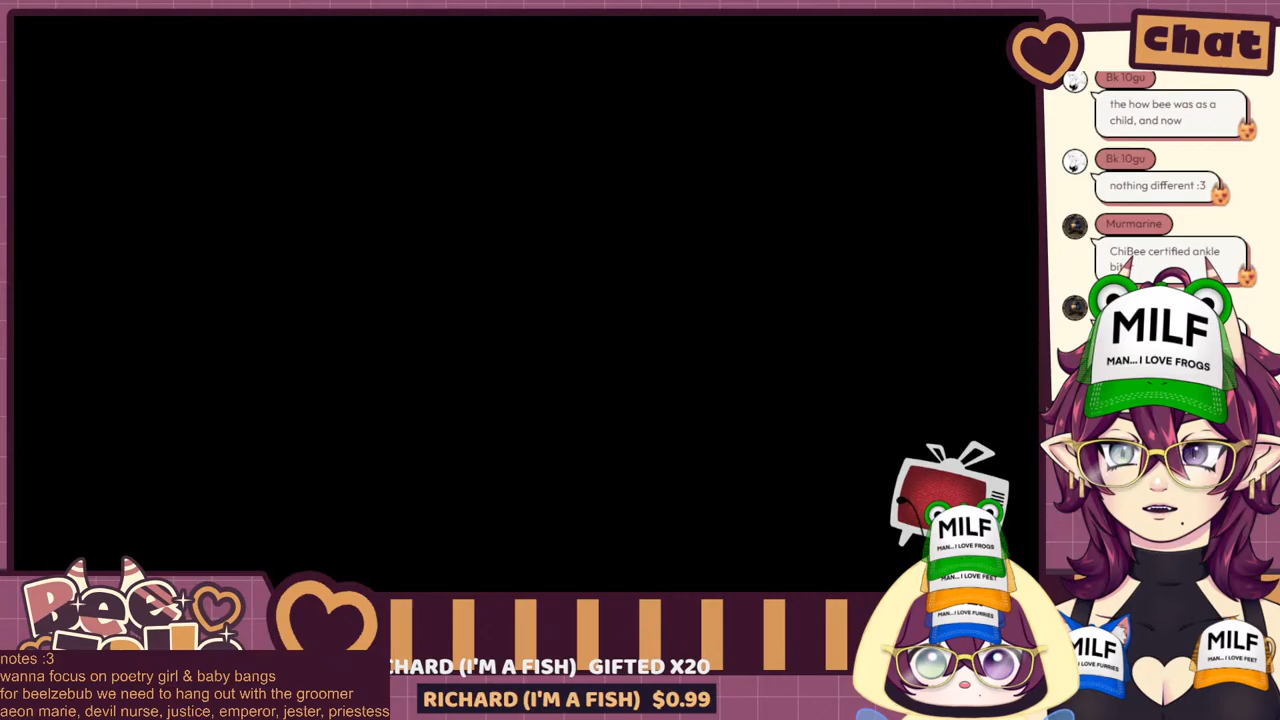 chat
Bk 10gu
the how bee was as a
child, and now
Bk 10gu
nothing different :3
Murmarine
ChiBee certified ankle
MILF
MAN... I LOVE FROGS
MILF
MAN... I LOVE FROGS
MAN... I LOVE FEET
MAN... I LOVE FURRIES
MILF
MAN... I LOVE FURRIES
MILF
MAN... I LOVE FEET
Bee
notes :3
wanna focus on poetry girl & baby bangs
for beelzebub we need to hang out with the groomer
aeon marie, devil nurse, justice, emperor, jester, priestess
CHARD (I'M A FISH) GIFTED X20
RICHARD (I'M A FISH) $0.99